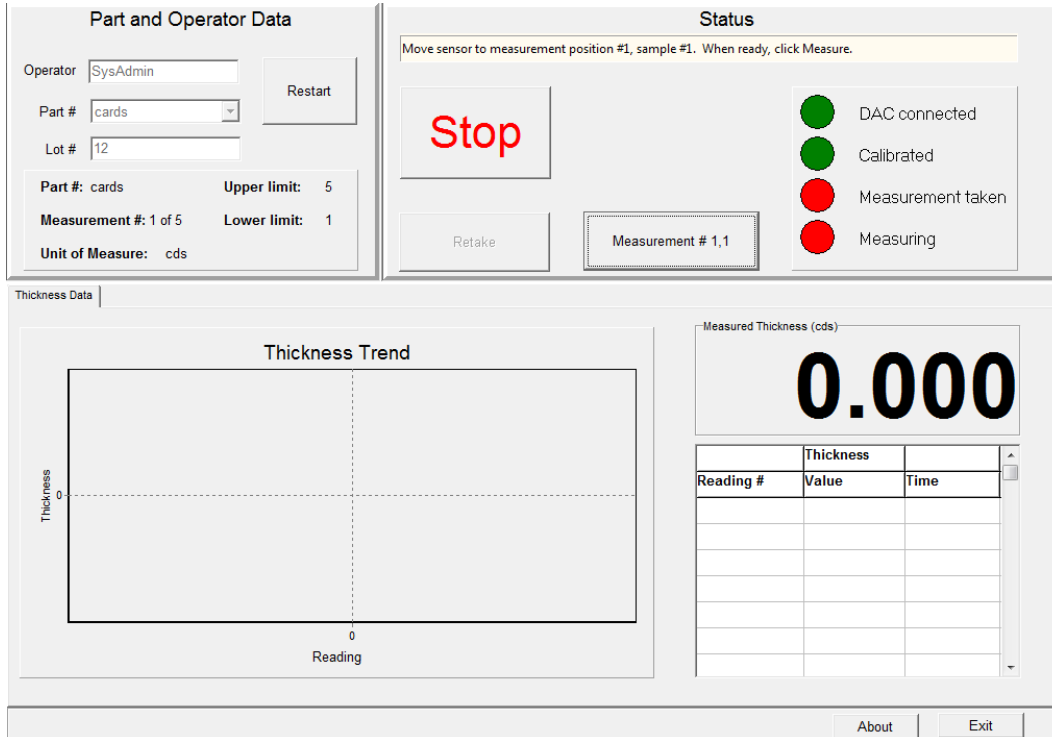 Part and Operator Data
Operator SysAdmin
Restart
Part # cards
Lot # 12
Part #: cards Upper limit: 5
Measurement #: 1 of 5 Lower limit: 1
Unit of Measure: cds
Status
Move sensor to measurement position #1, sample #1. When ready, click Measure.
Stop
DAC connected
Calibrated
Measurement taken
Measuring
Retake
Measurement # 1,1
Thickness Data
Thickness Trend
Thickness
0
0
Reading
Measured Thickness (cds)
0.000
Thickness
Reading # Value Time
About Exit